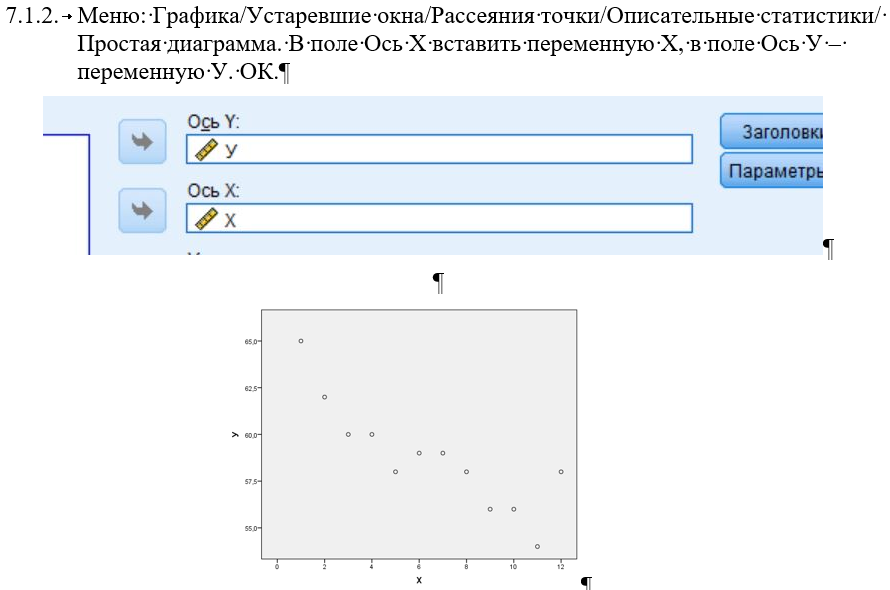 7.1.2. → Меню: Графика/Устаревшие окна/Рассеяния точки/Описательные статистики/
Простая диаграмма. В поле Ось Х вставить переменную Х, в поле Ось У –
переменную У. ОК.¶
Ось Y:
У
Заголовки
Параметры
Ось X:
Х
¶
¶
65,0
62,5
У
60,0
57,5
55,0
0 2 4 6 8 10 12
Х
¶